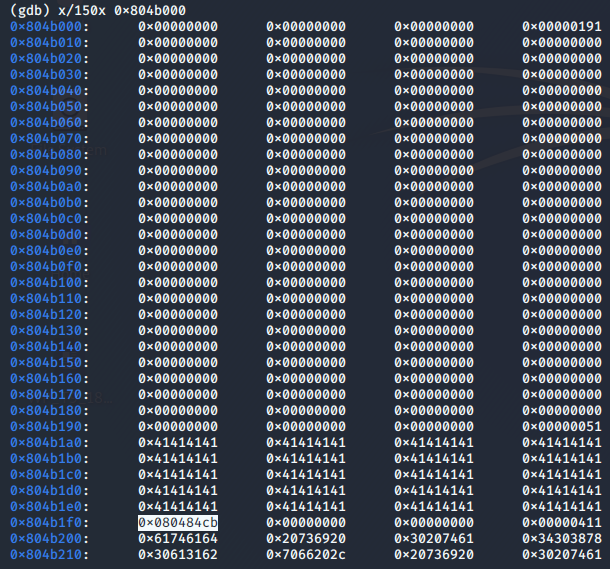 (gdb) x/150x 0x804b000
0x804b000: 0x00000000 0x00000000 0x00000000 0x00000191
0x804b010: 0x00000000 0x00000000 0x00000000 0x00000000
0x804b020: 0x00000000 0x00000000 0x00000000 0x00000000
0x804b030: 0x00000000 0x00000000 0x00000000 0x00000000
0x804b040: 0x00000000 0x00000000 0x00000000 0x00000000
0x804b050: 0x00000000 0x00000000 0x00000000 0x00000000
0x804b060: 0x00000000 0x00000000 0x00000000 0x00000000
0x804b070: 0x00000000 0x00000000 0x00000000 0x00000000
0x804b080: 0x00000000 0x00000000 0x00000000 0x00000000
0x804b090: 0x00000000 0x00000000 0x00000000 0x00000000
0x804b0a0: 0x00000000 0x00000000 0x00000000 0x00000000
0x804b0b0: 0x00000000 0x00000000 0x00000000 0x00000000
0x804b0c0: 0x00000000 0x00000000 0x00000000 0x00000000
0x804b0d0: 0x00000000 0x00000000 0x00000000 0x00000000
0x804b0e0: 0x00000000 0x00000000 0x00000000 0x00000000
0x804b0f0: 0x00000000 0x00000000 0x00000000 0x00000000
0x804b100: 0x00000000 0x00000000 0x00000000 0x00000000
0x804b110: 0x00000000 0x00000000 0x00000000 0x00000000
0x804b120: 0x00000000 0x00000000 0x00000000 0x00000000
0x804b130: 0x00000000 0x00000000 0x00000000 0x00000000
0x804b140: 0x00000000 0x00000000 0x00000000 0x00000000
0x804b150: 0x00000000 0x00000000 0x00000000 0x00000000
0x804b160: 0x00000000 0x00000000 0x00000000 0x00000000
0x804b170: 0x00000000 0x00000000 0x00000000 0x00000000
0x804b180: 0x00000000 0x00000000 0x00000000 0x00000000
0x804b190: 0x00000000 0x00000000 0x00000000 0x00000051
0x804b1a0: 0x41414141 0x41414141 0x41414141 0x41414141
0x804b1b0: 0x41414141 0x41414141 0x41414141 0x41414141
0x804b1c0: 0x41414141 0x41414141 0x41414141 0x41414141
0x804b1d0: 0x41414141 0x41414141 0x41414141 0x41414141
0x804b1e0: 0x41414141 0x41414141 0x41414141 0x41414141
0x804b1f0: 0x080484cb 0x00000000 0x00000000 0x00000411
0x804b200: 0x61746164 0x20736920 0x30207461 0x34303878
0x804b210: 0x30613162 0x7066202c 0x20736920 0x30207461